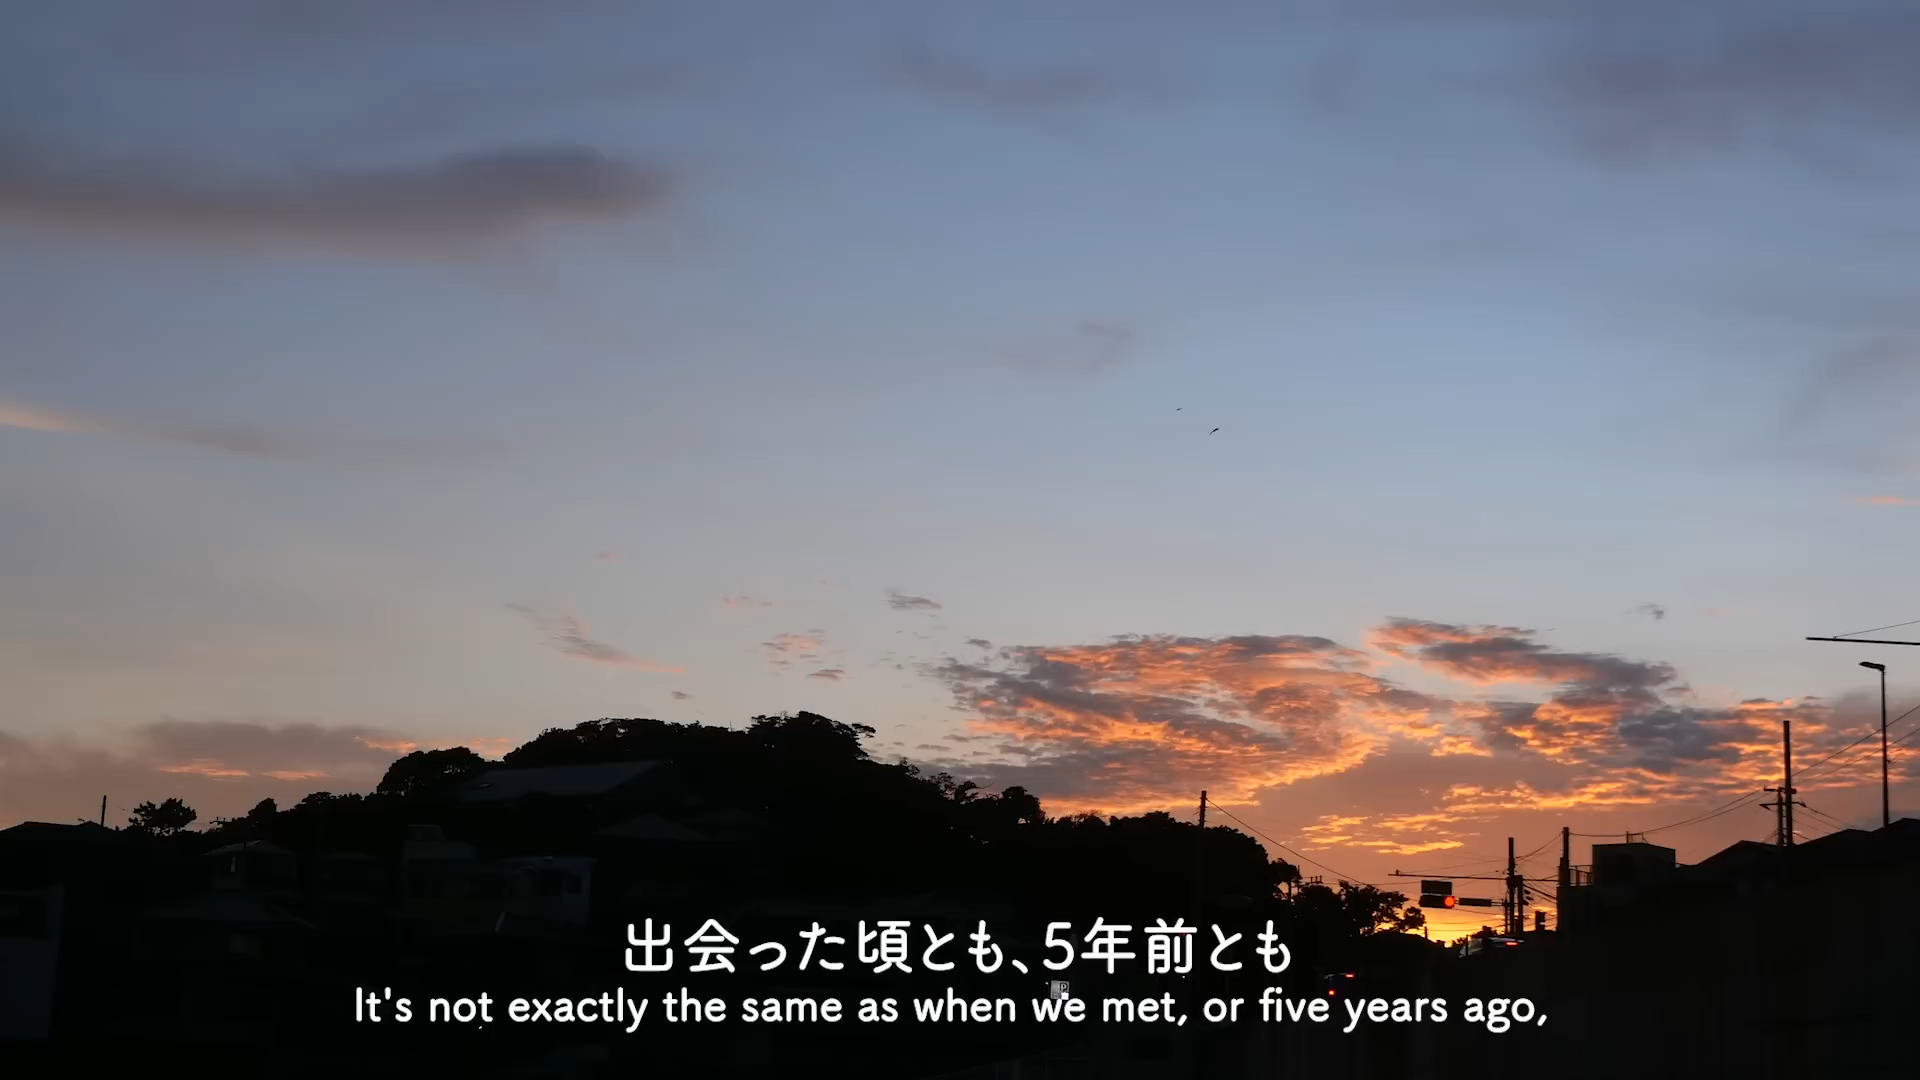 出会った頃とも、5年前とも
It's not exactly the same as when we met, or five years ago,
P